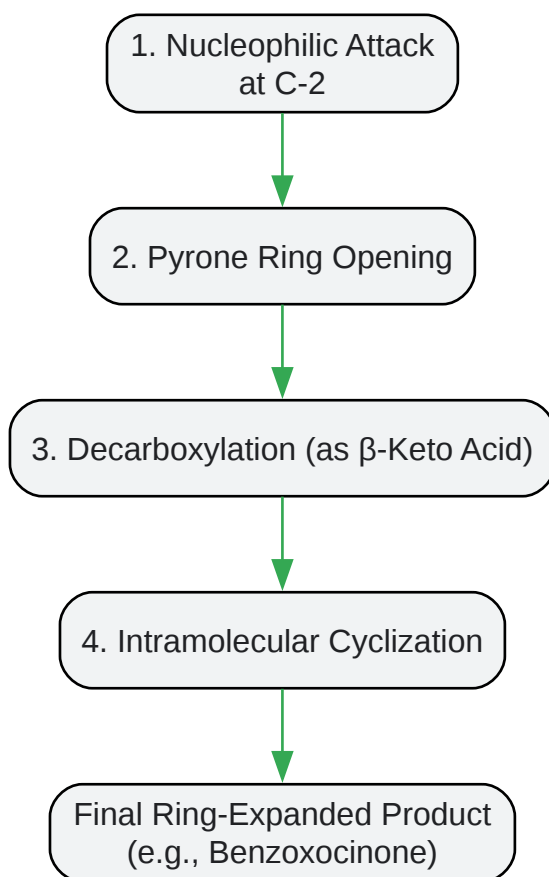 1. Nucleophilic Attack
at C-2
2. Pyrone Ring Opening
3. Decarboxylation (as β-Keto Acid)
4. Intramolecular Cyclization
Final Ring-Expanded Product
(e.g., Benzoxocinone)